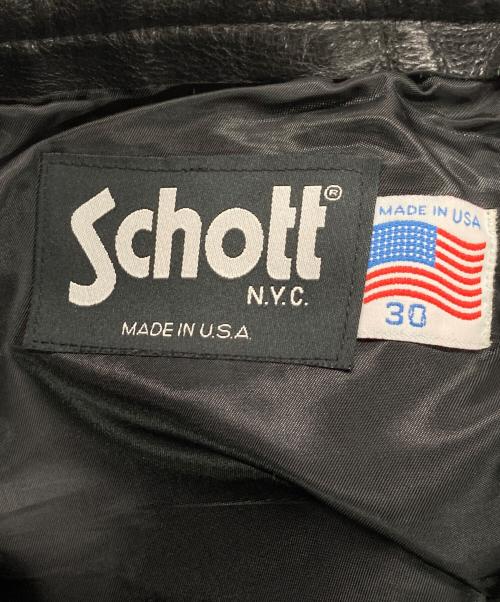 Schott®
N.Y.C.
MADE IN U.S.A.
MADE IN USA
30